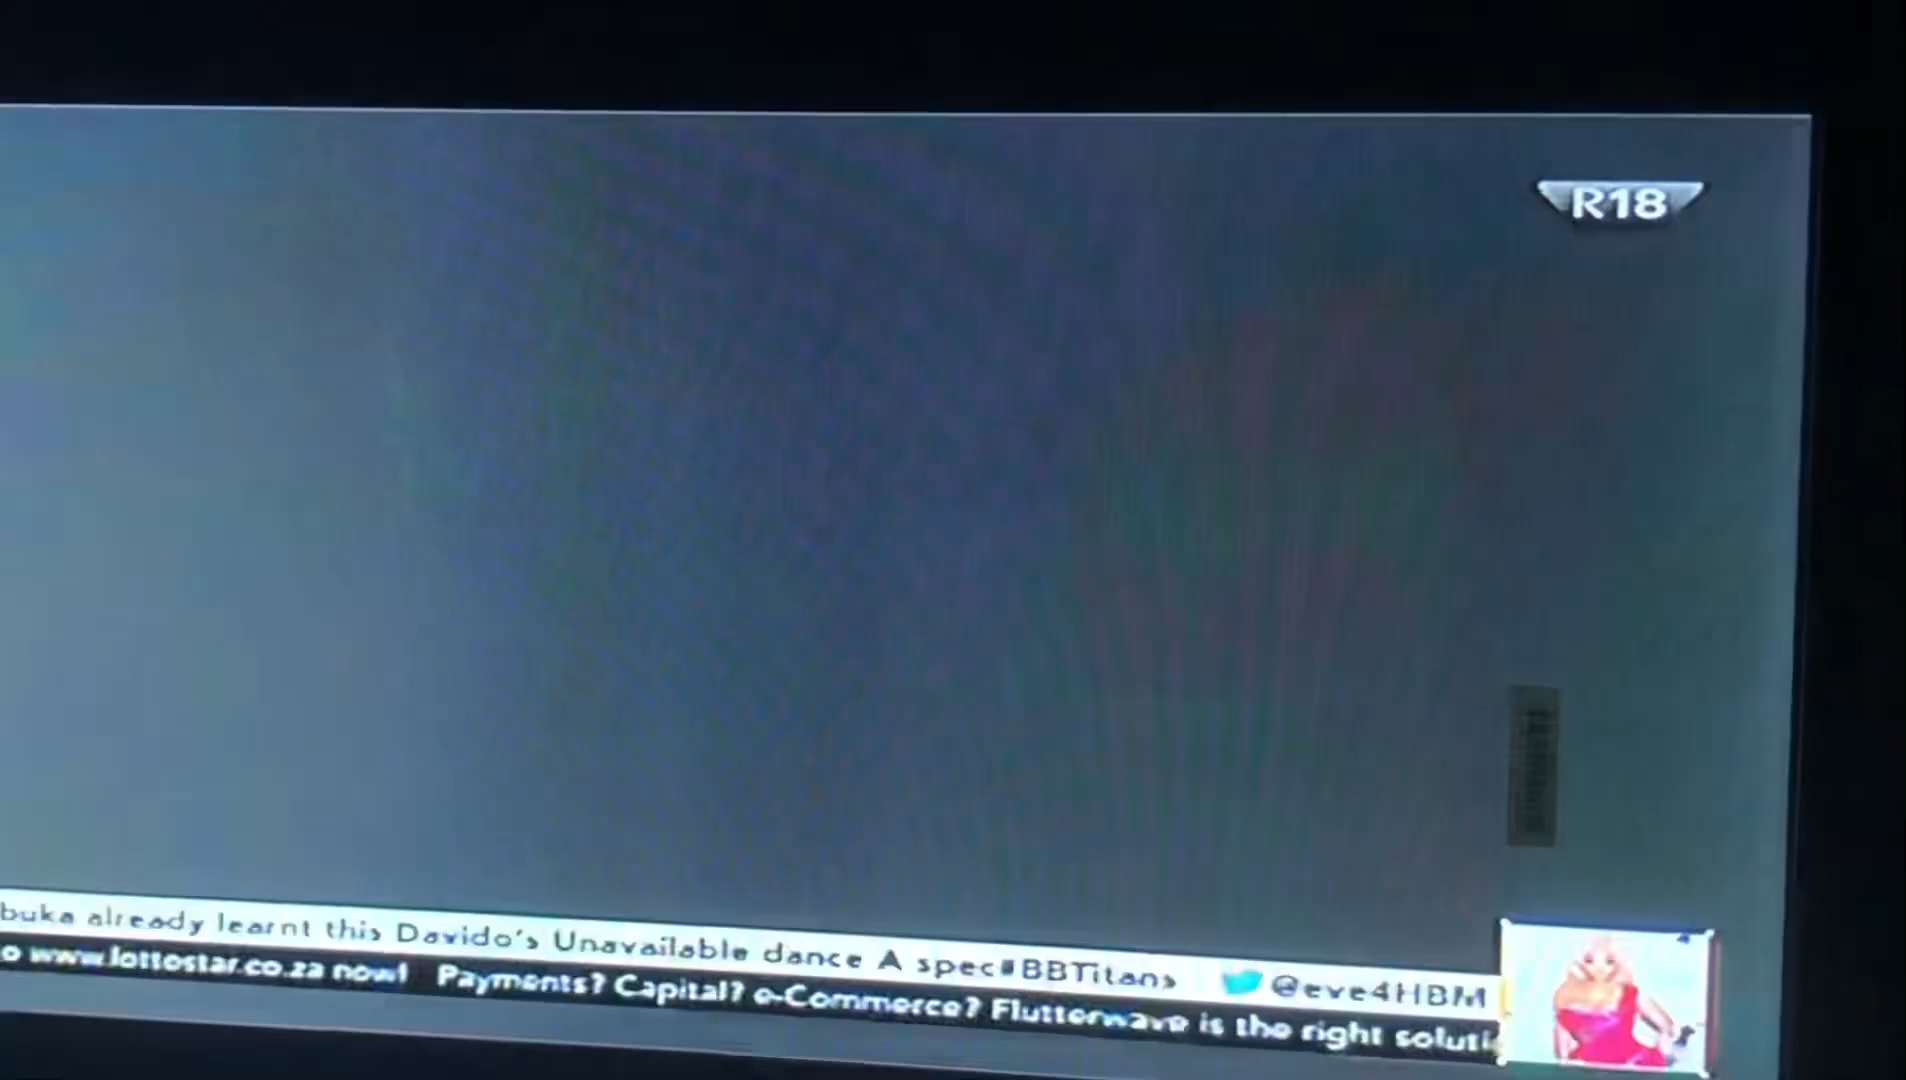 R18
buka already learnt this Davido's Unavailable dance A spec#BBTitans @eve4HBM
o www.lottostar.co.za now! Payments? Capital? e-Commerce? Flutterwave is the right soluti